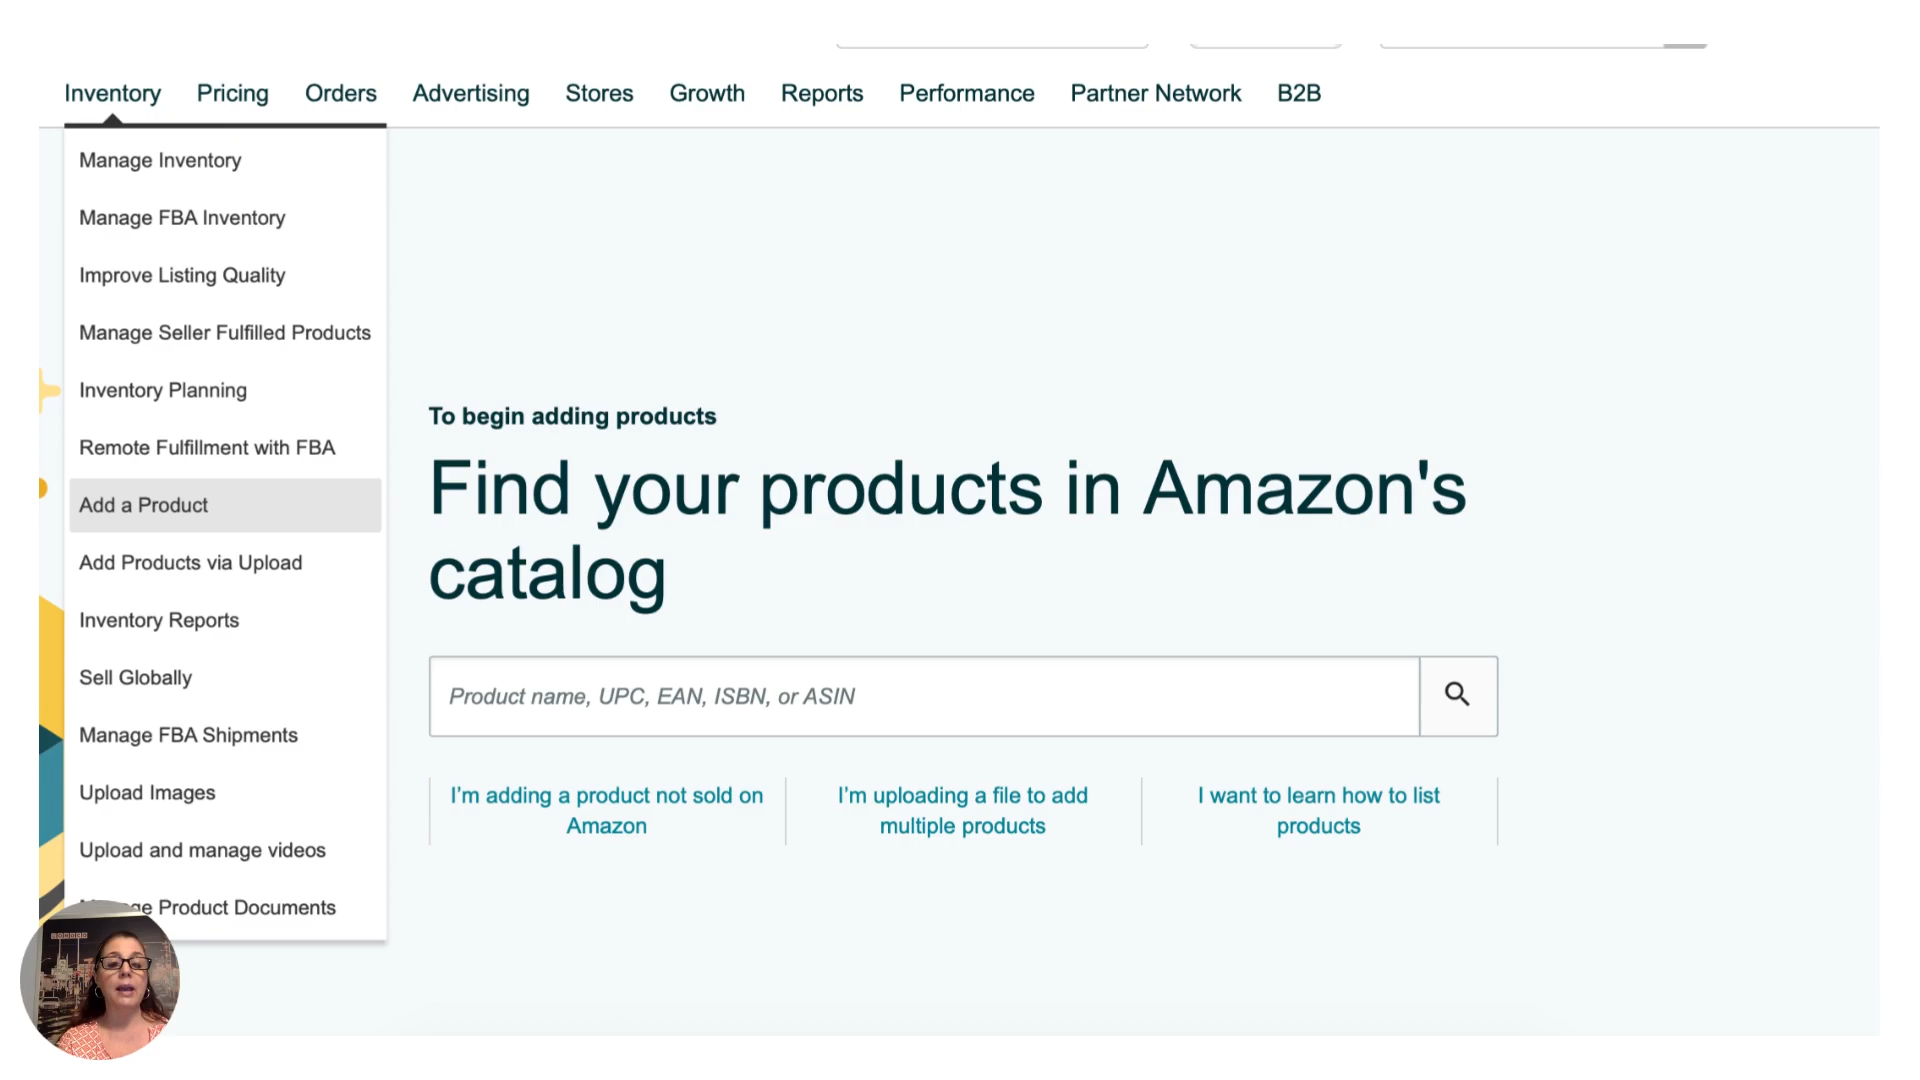 Inventory Pricing Orders Advertising Stores Growth Reports Performance Partner Network B2B
Manage Inventory
Manage FBA Inventory
Improve Listing Quality
Manage Seller Fulfilled Products
Inventory Planning
Remote Fulfillment with FBA
Add a Product
Add Products via Upload
Inventory Reports
Sell Globally
Manage FBA Shipments
Upload Images
Upload and manage videos
Product Documents
To begin adding products
Find your products in Amazon's
catalog
Product name, UPC, EAN, ISBN, or ASIN
I'm adding a product not sold on
Amazon
I'm uploading a file to add
multiple products
I want to learn how to list
products